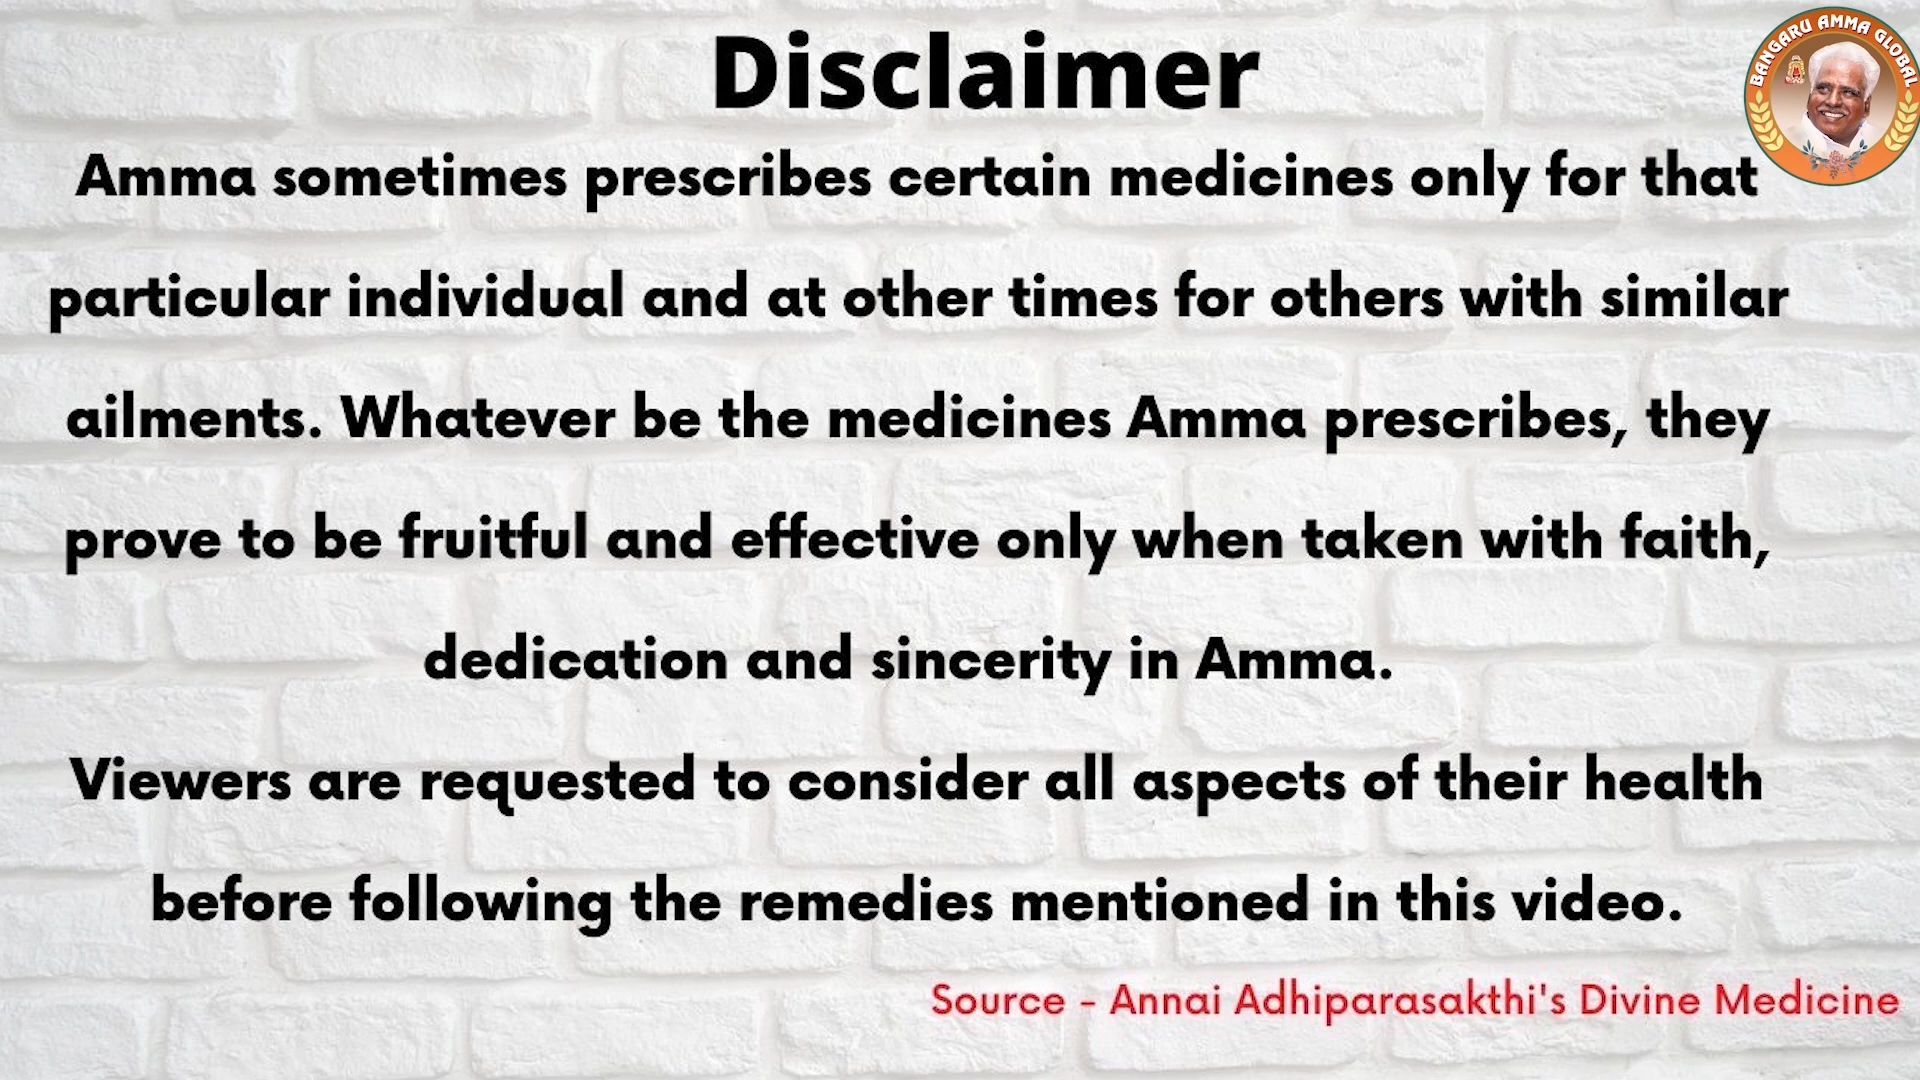 Disclaimer
BANGARU AMMA GLOBAL
Amma sometimes prescribes certain medicines only for that
particular individual and at other times for others with similar
ailments. Whatever be the medicines Amma prescribes, they
prove to be fruitful and effective only when taken with faith,
dedication and sincerity in Amma.
Viewers are requested to consider all aspects of their health
before following the remedies mentioned in this video.
Source - Annai Adhiparasakthi's Divine Medicine